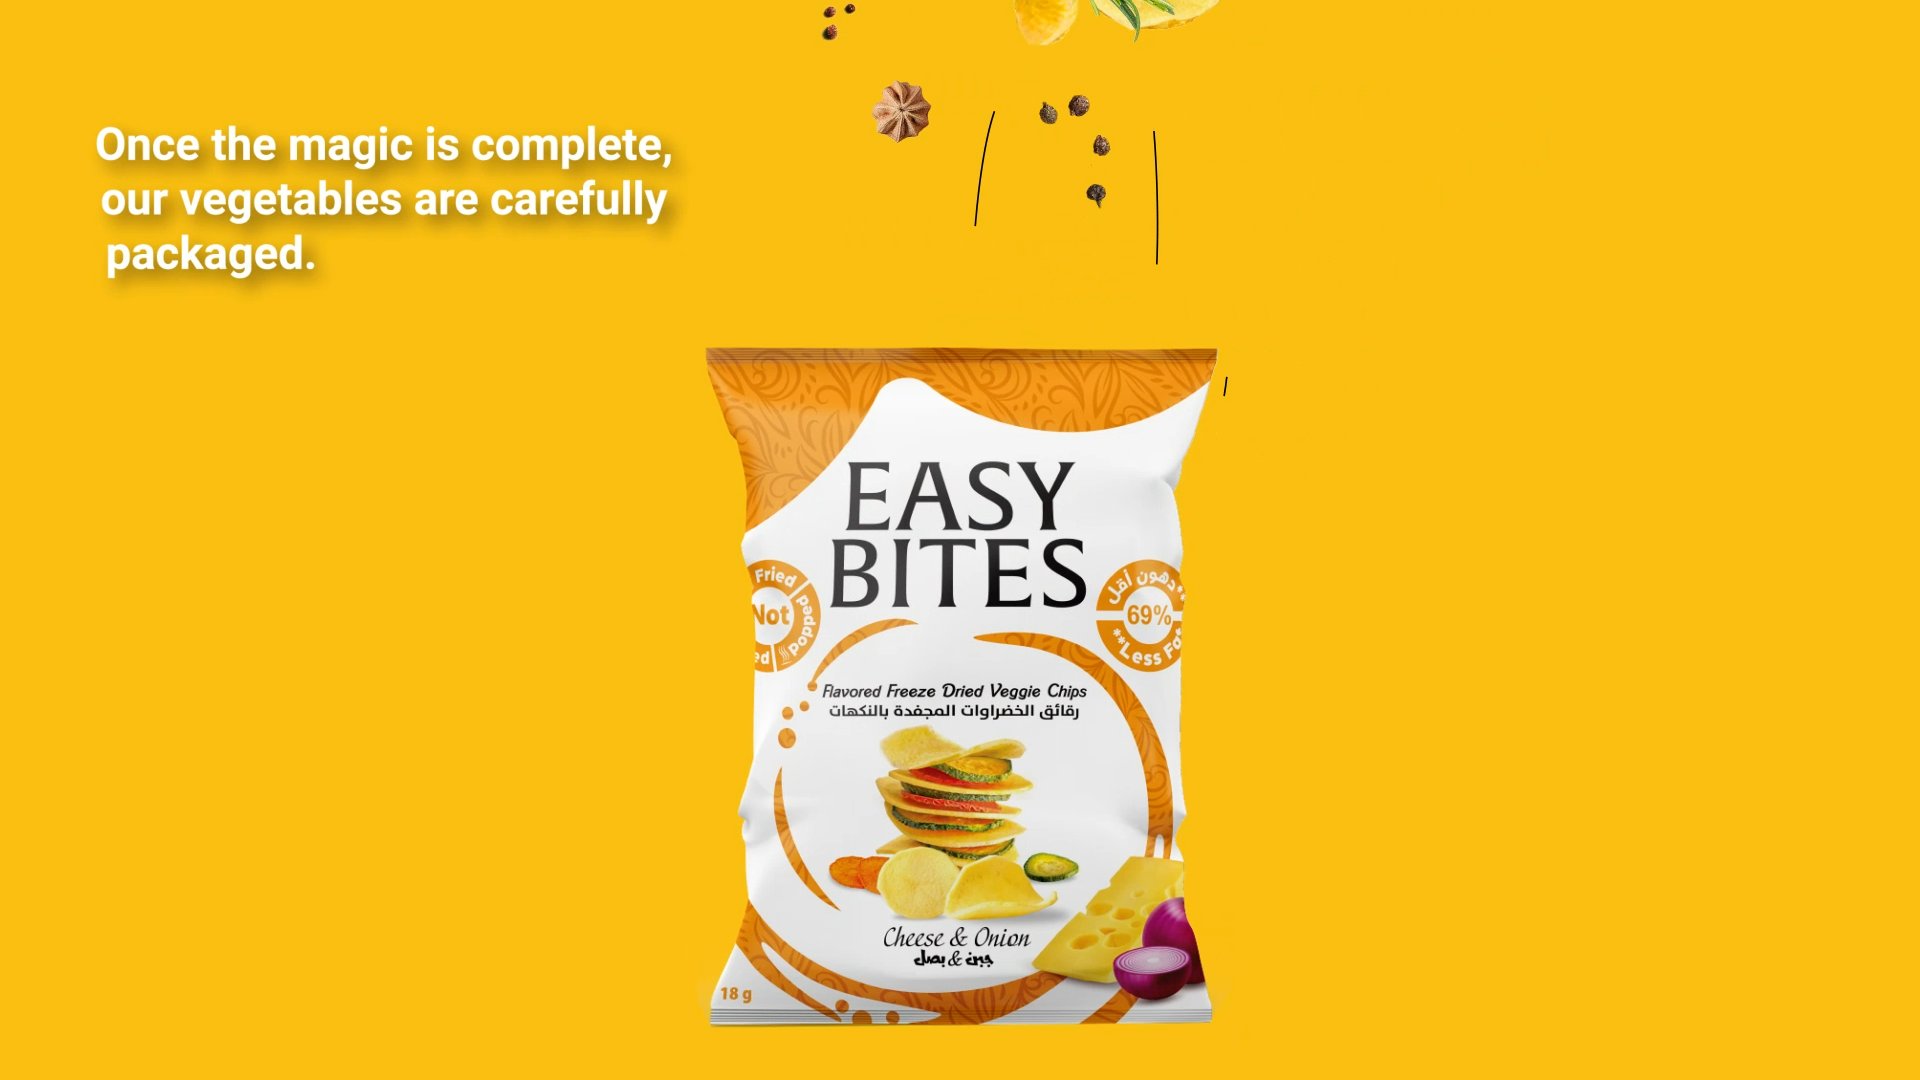 Once the magic is complete,
our vegetables are carefully
packaged.
EASY
BITES
Fried
Not
Popped
دهون أقل**
69%
**Less Fat
Flavored Freeze Dried Veggie Chips
رقائق الخضراوات المجفدة بالنكهات
Cheese & Onion
جبن & بصل
18 g